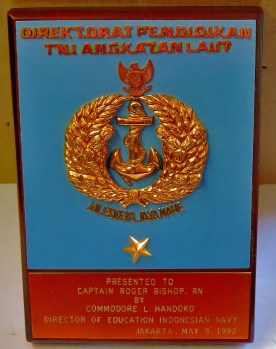 DIREKTORAT PENDIDIKAN
TNI ANGKATAN LAUT
JALESVEVA JAYAMAHE
PRESENTED TO
CAPTAIN ROGER BISHOP, RN
BY
COMMODORE L HANDOKO
DIRECTOR OF EDUCATION INDONESIAN NAVY
JAKARTA, MAY 8 1992